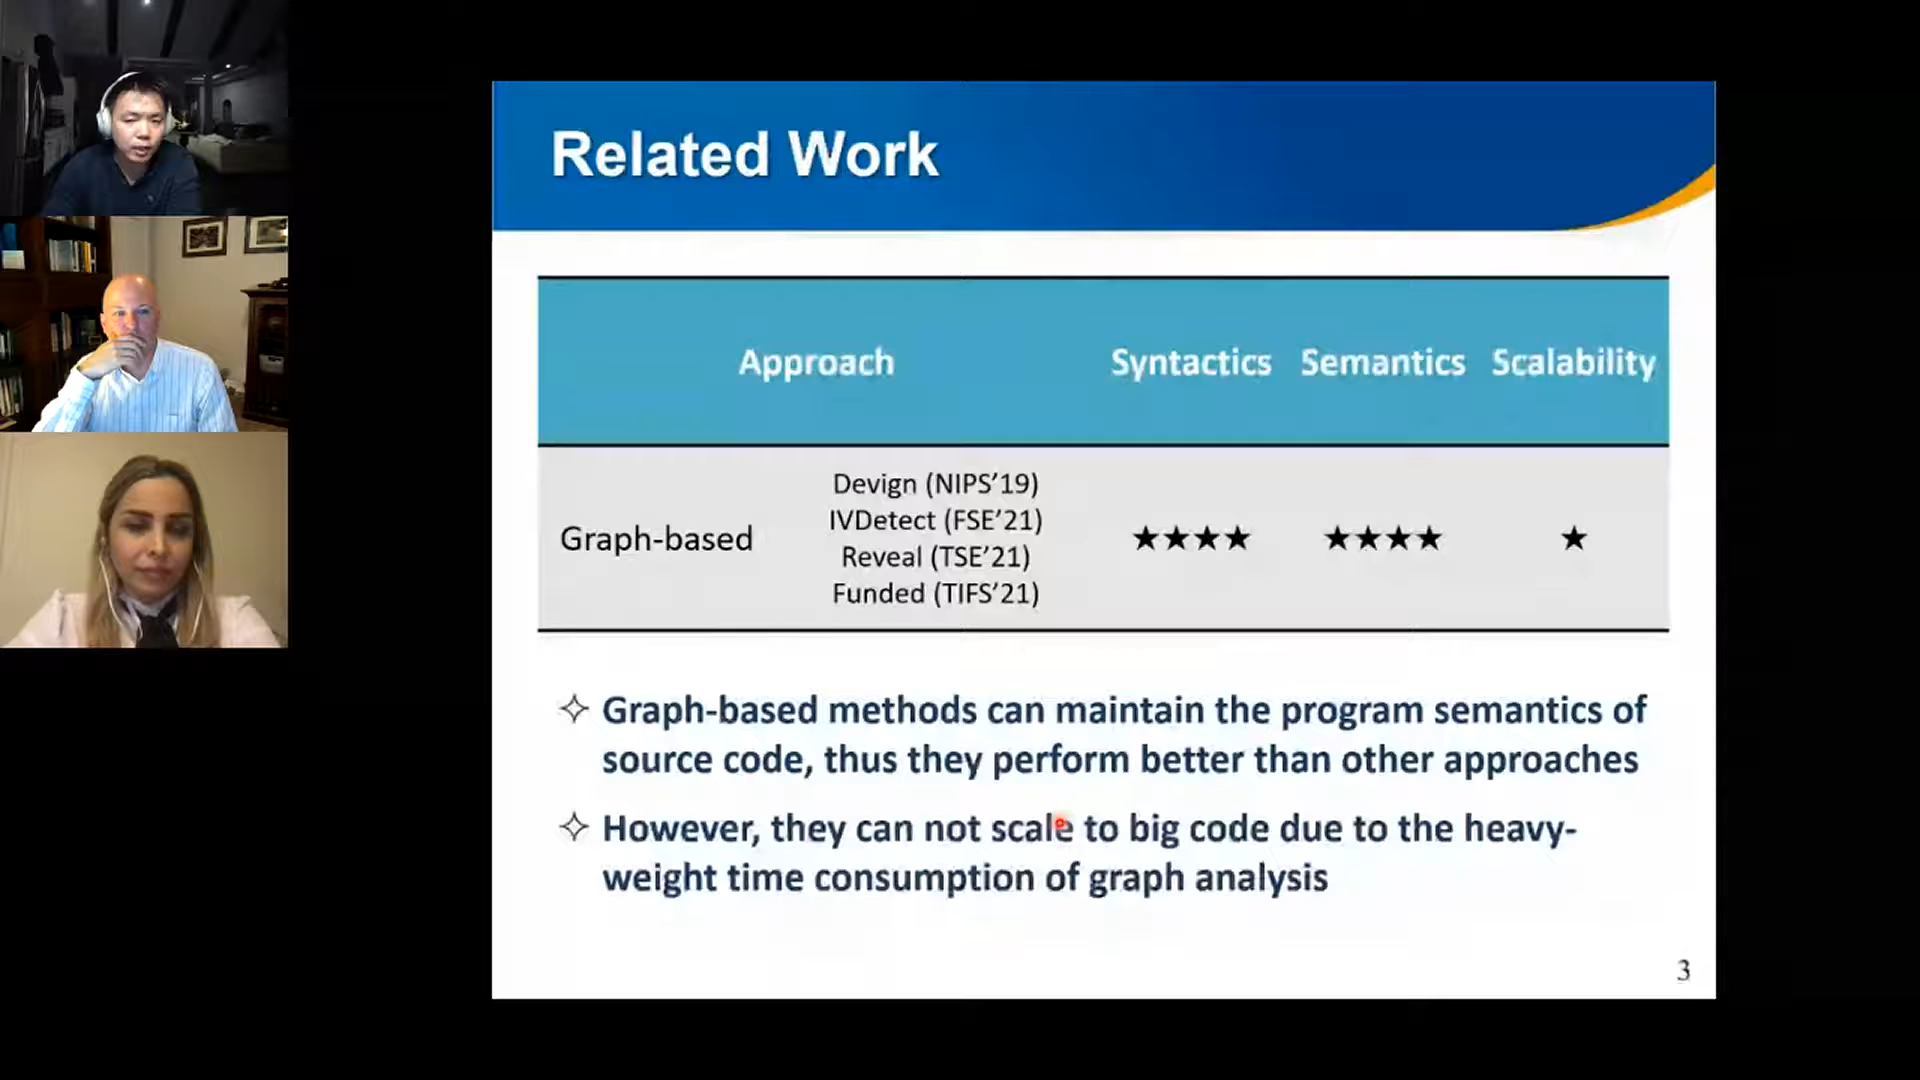 Related Work
Approach Syntactics Semantics Scalability
Graph-based
Devign (NIPS’19)
IVDetect (FSE’21)
Reveal (TSE’21)
Funded (TIFS’21)
★★★★ ★★★★ ★
✧ Graph-based methods can maintain the program semantics of
source code, thus they perform better than other approaches
✧ However, they can not scale to big code due to the heavy-
weight time consumption of graph analysis
3